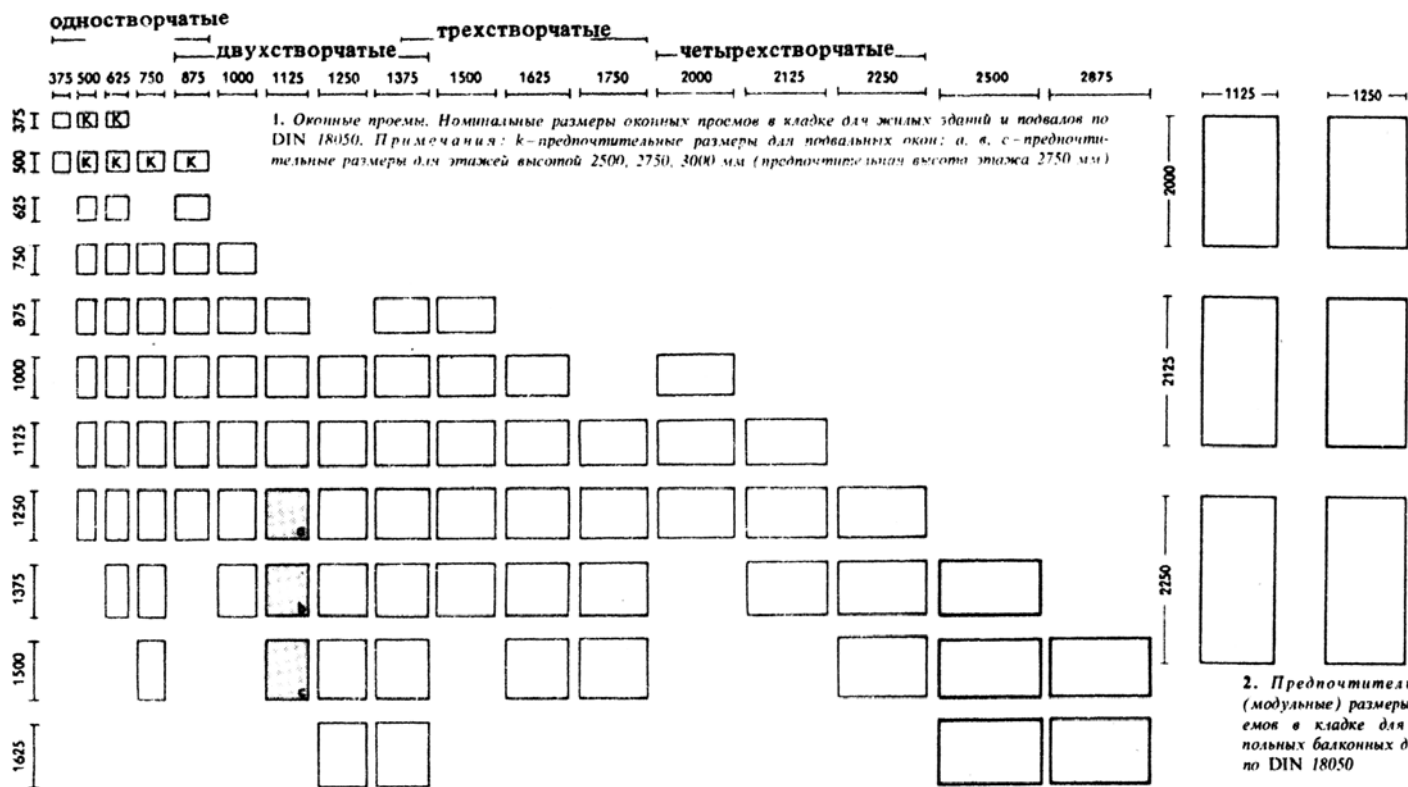 одностворчатые
трехстворчатые
двухстворчатые
четырехстворчатые
375 500 625 750 875 1000 1125 1250 1375 1500 1625 1750 2000 2125 2250 2500 2875
1125 1250
375 K K
1. Оконные проемы. Номинальные размеры оконных проемов в кладке для жилых зданий и подвалов по
DIN 18050. Примечания: k–предпочтительные размеры для подвальных окон; а, в, с–предпочти-
тельные размеры для этажей высотой 2500, 2750, 3000 мм (предпочтительная высота этажа 2750 мм)
500 K K K K
2000
625
750
875
2125
1000
1125
1250 a
2250
1375 b
1500 c
2. Предпочтитель
(модульные) размеры
емов в кладке для
польных балконных д
по DIN 18050
1625